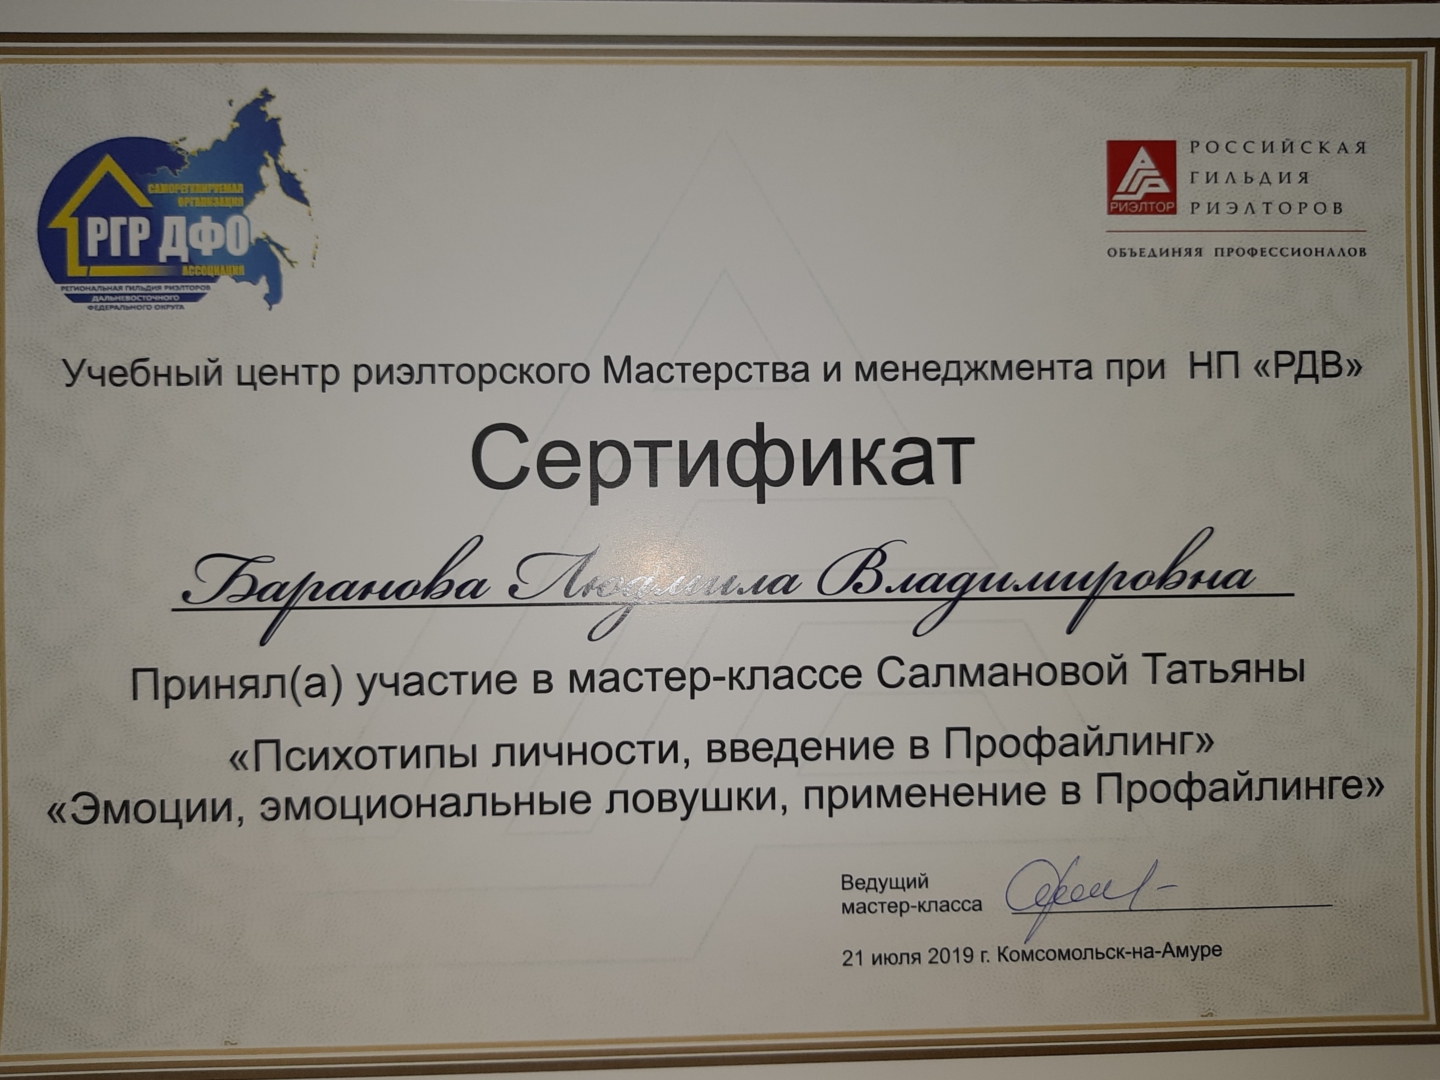 САМОРЕГУЛИРУЕМАЯ
ОРГАНИЗАЦИЯ
РГР ДФО
АССОЦИАЦИЯ
РЕГИОНАЛЬНАЯ ГИЛЬДИЯ РИЭЛТОРОВ
ДАЛЬНЕВОСТОЧНОГО
ФЕДЕРАЛЬНОГО ОКРУГА
РОССИЙСКАЯ
ГИЛЬДИЯ
РИЭЛТОРОВ
РИЭЛТОР
ОБЪЕДИНЯЯ ПРОФЕССИОНАЛОВ
Учебный центр риэлторского Мастерства и менеджмента при НП «РДВ»
Сертификат
Баранова Людмила Владимировна
Принял(а) участие в мастер-классе Салмановой Татьяны
«Психотипы личности, введение в Профайлинг»
«Эмоции, эмоциональные ловушки, применение в Профайлинге»
Ведущий
мастер-класса
21 июля 2019 г. Комсомольск-на-Амуре